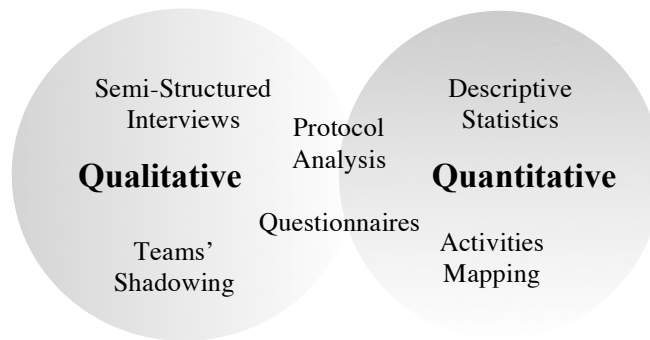 Semi-Structured
Interviews
Qualitative
Teams’
Shadowing
Protocol
Analysis
Questionnaires
Descriptive
Statistics
Quantitative
Activities
Mapping